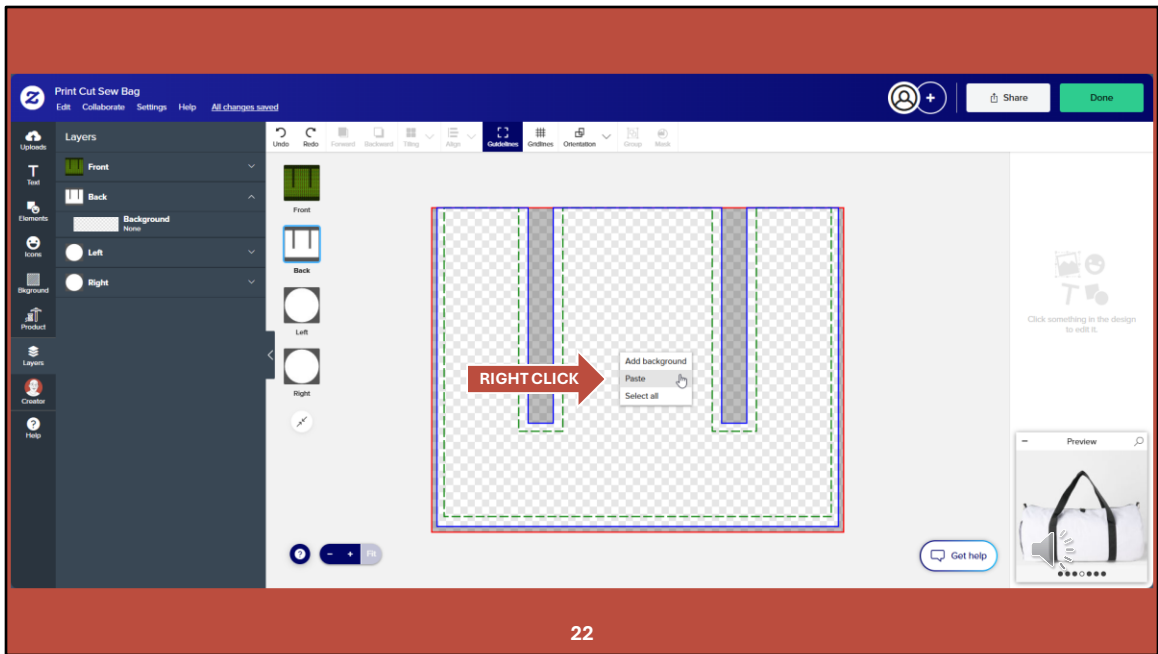 Print Cut Sew Bag
Edit Collaborate Settings Help All changes saved
Share
Done
Uploads
Text
Elements
Icons
Bkground
Product
Layers
Creator
Help
Layers
Front
Back
Background
None
Left
Right
Undo Redo Forward Backward Tiling Align Guidelines Gridlines Orientation Group Mask
Front
Back
Left
Right
RIGHT CLICK
Add background
Paste
Select all
Click something in the design
to edit it.
Preview
? - + Fit
Get help
22